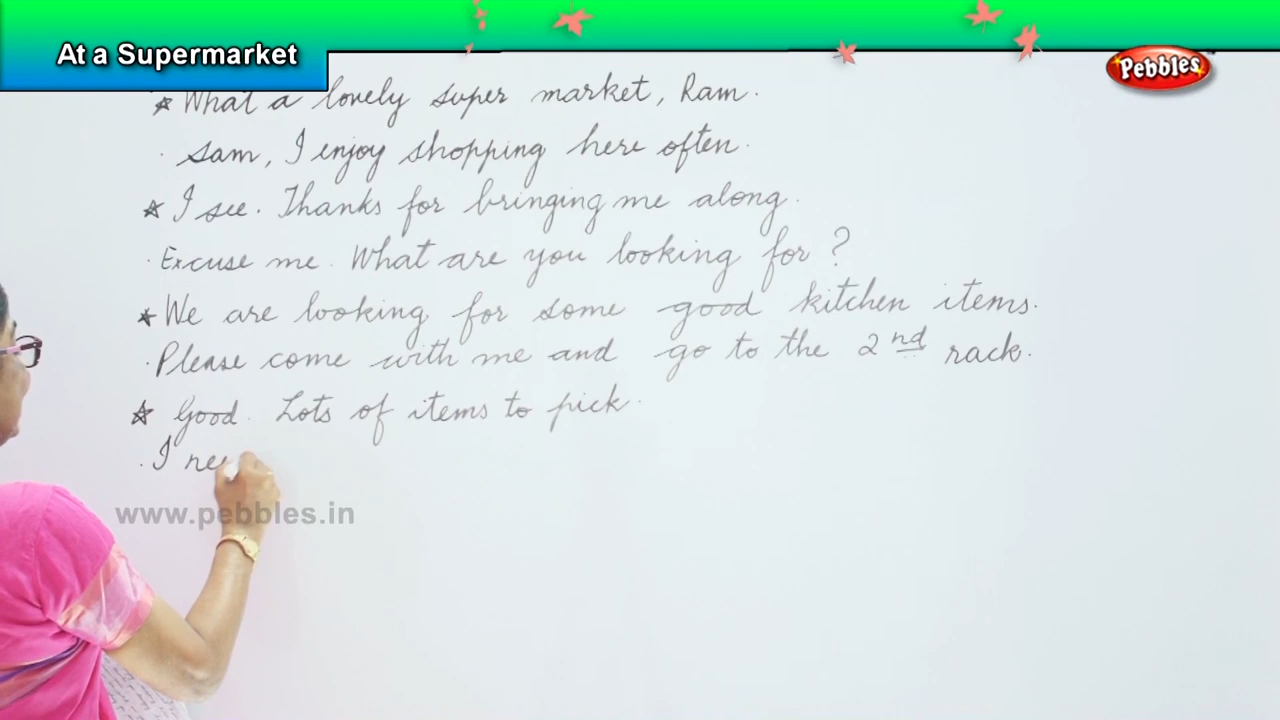 At a Supermarket
Pebbles
★ What a lovely super market, Ram.
. Sam, I enjoy shopping here often.
★ I see. Thanks for bringing me along.
. Excuse me. What are you looking for?
★ We are looking for some good kitchen items.
. Please come with me and go to the 2nd rack.
★ Good. Lots of items to pick.
. I nee
www.pebbles.in